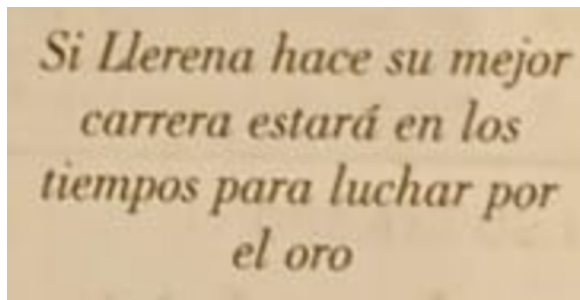 Si Llerena hace su mejor
carrera estará en los
tiempos para luchar por
el oro